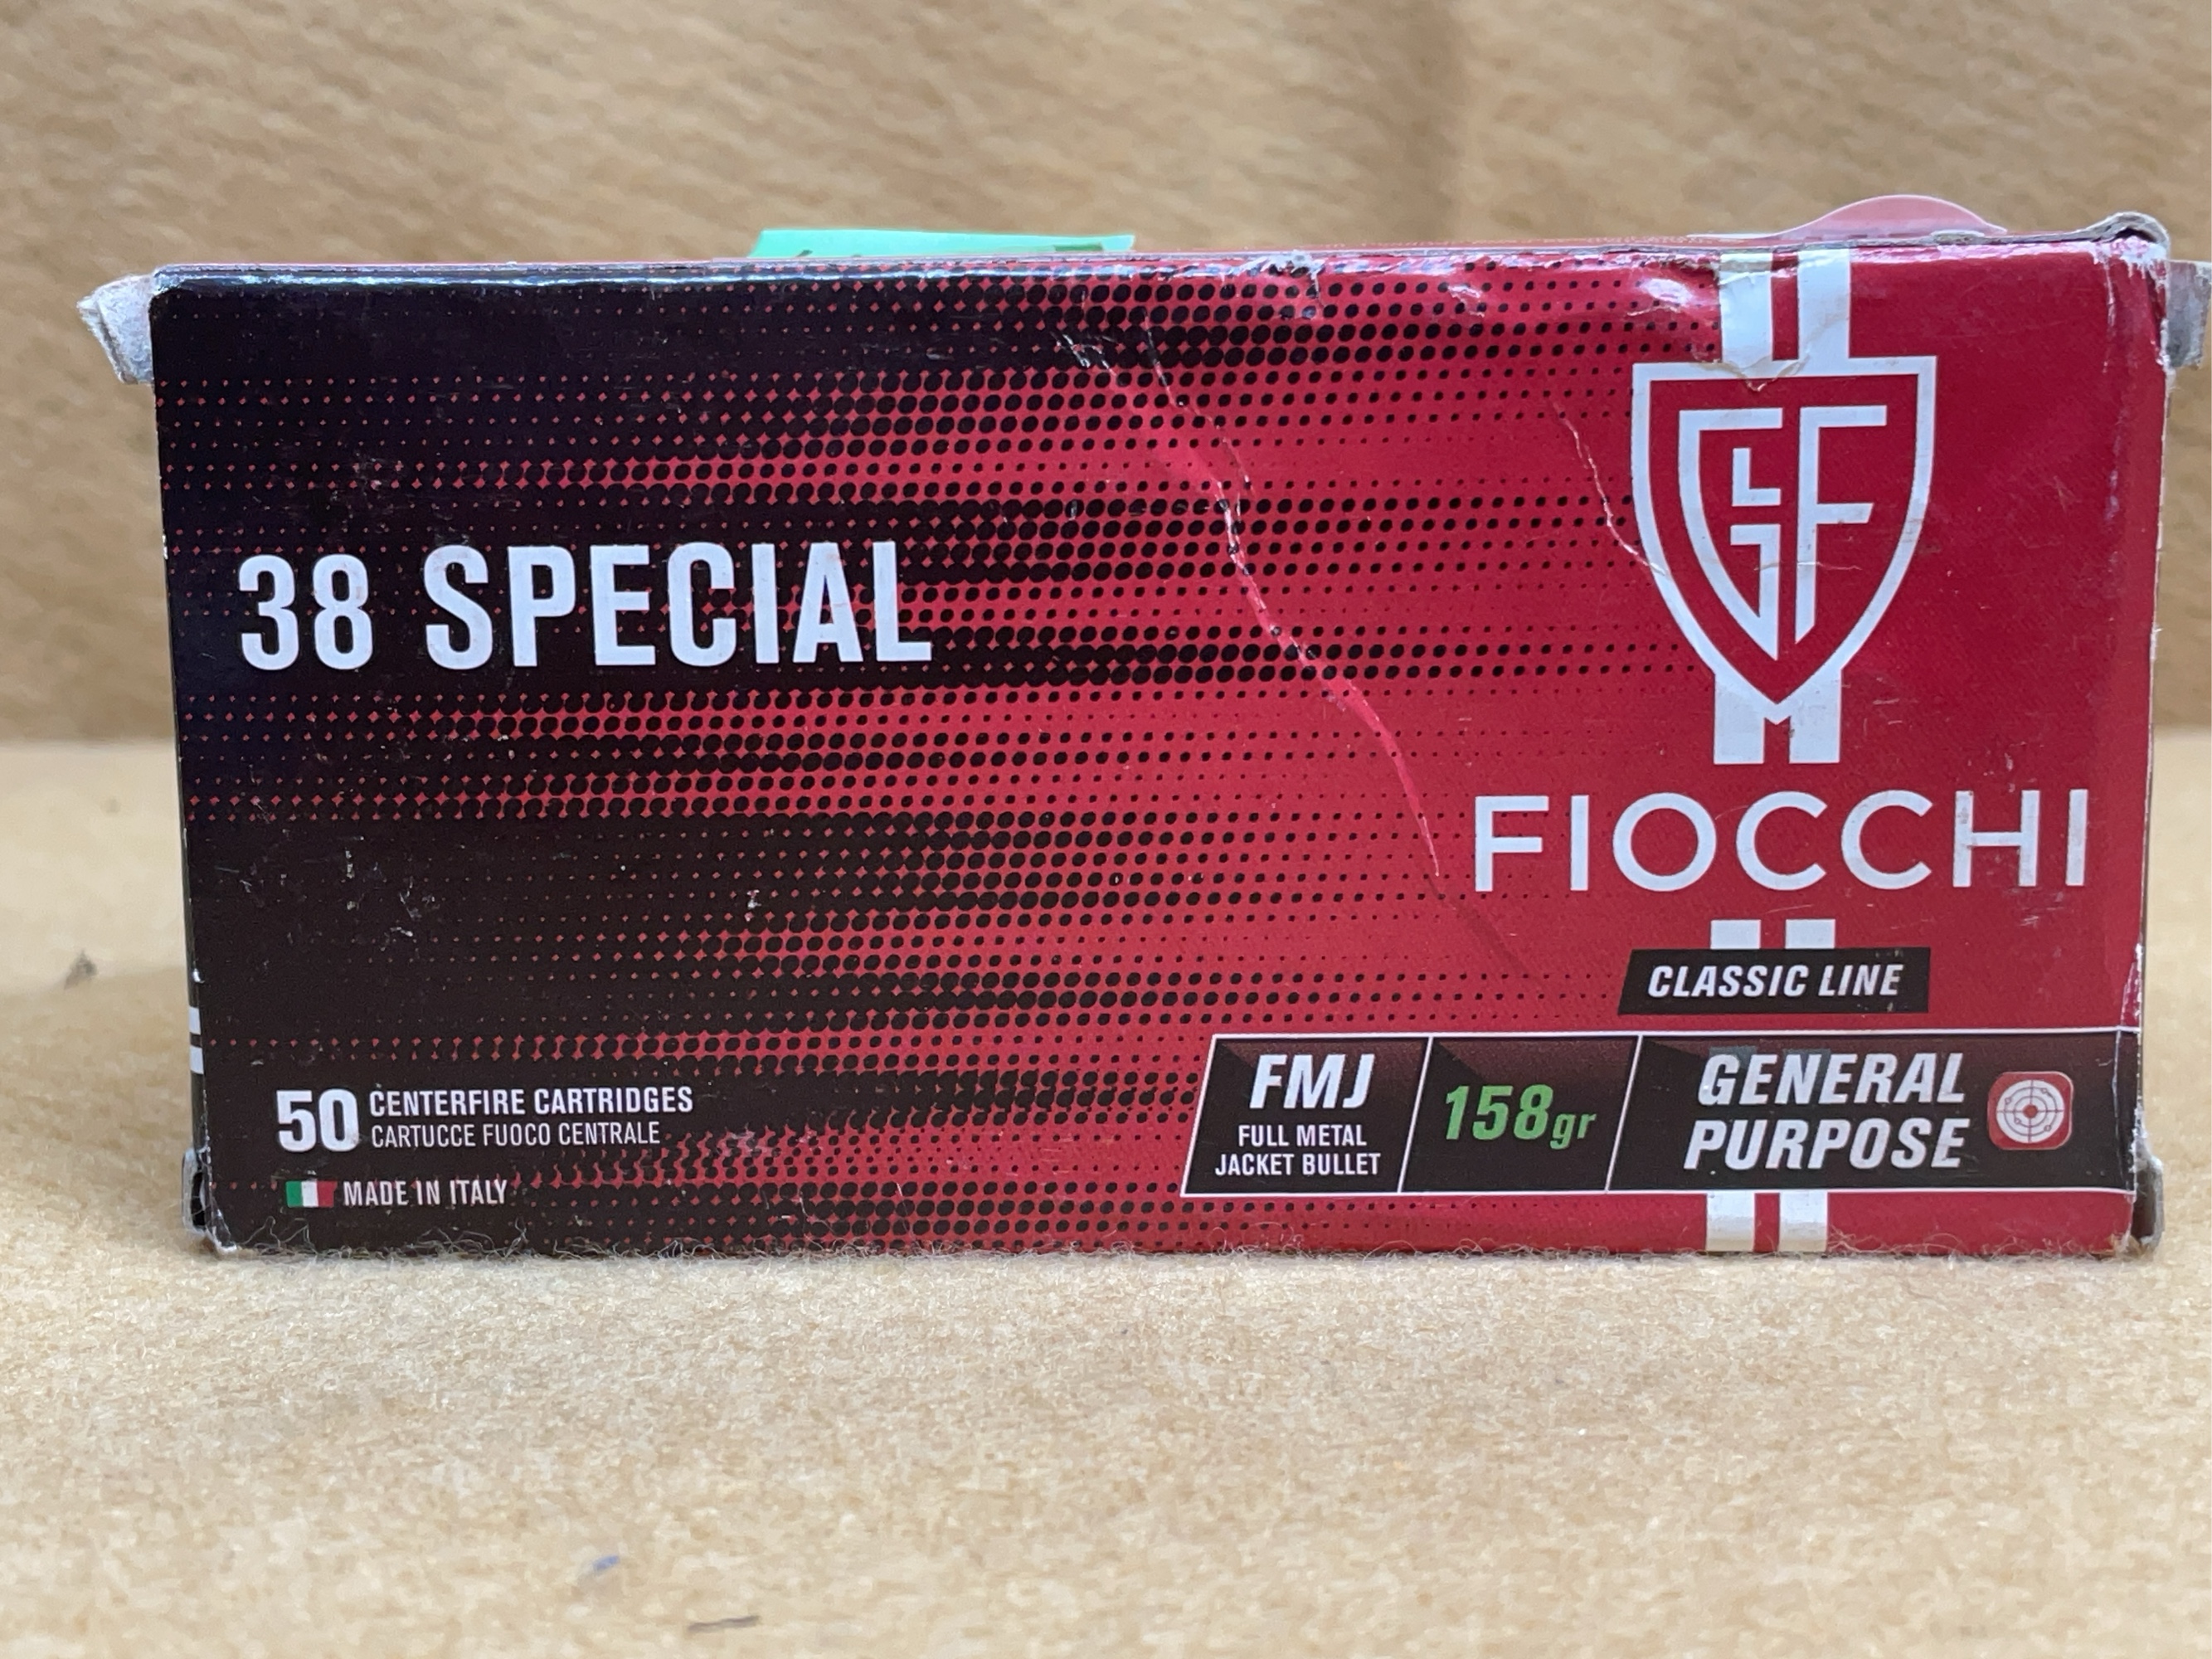 38 SPECIAL
GFL
FIOCCHI
CLASSIC LINE
50 CENTERFIRE CARTRIDGES
CARTUCCE FUOCO CENTRALE
MADE IN ITALY
FMJ
FULL METAL
JACKET BULLET
158gr
GENERAL
PURPOSE